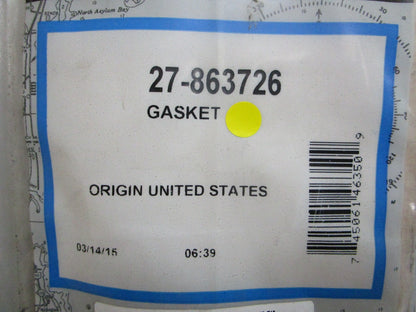 North Asylum Bay
27-863726
GASKET
ORIGIN UNITED STATES
03/14/15 06:39
7 45061 46350 9